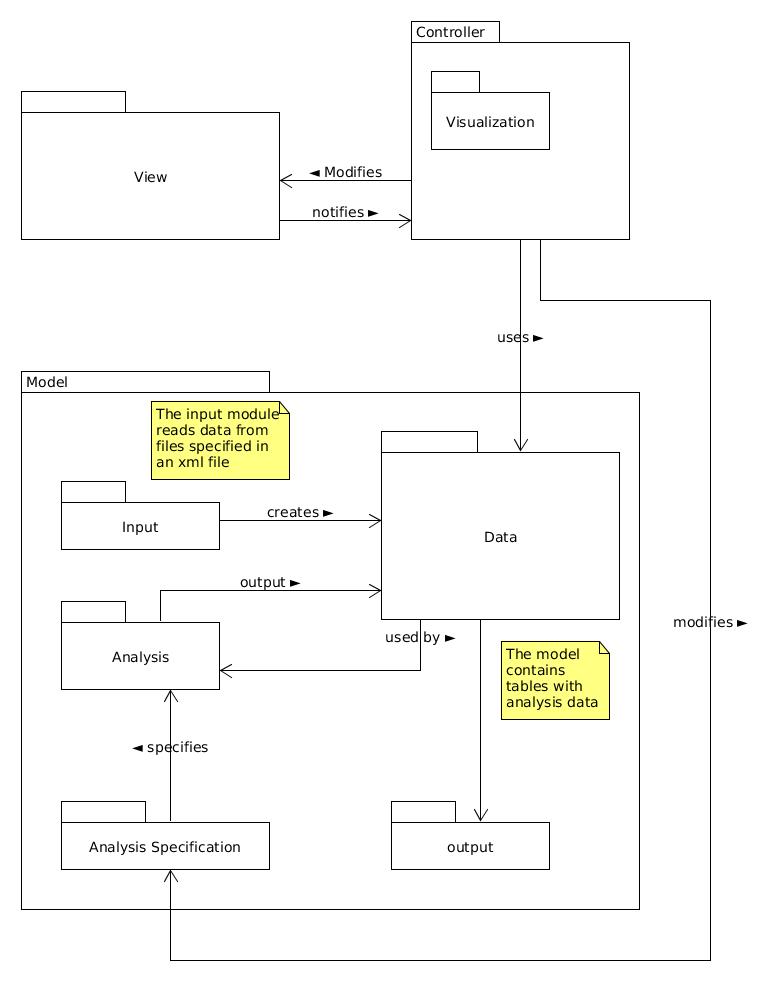 Controller
Visualization
View
◄ Modifies
notifies ►
uses ►
Model
The input module
reads data from
files specified in
an xml file
Input
creates ►
Data
output ►
Analysis
used by ►
modifies ►
The model
contains
tables with
analysis data
◄ specifies
Analysis Specification
output